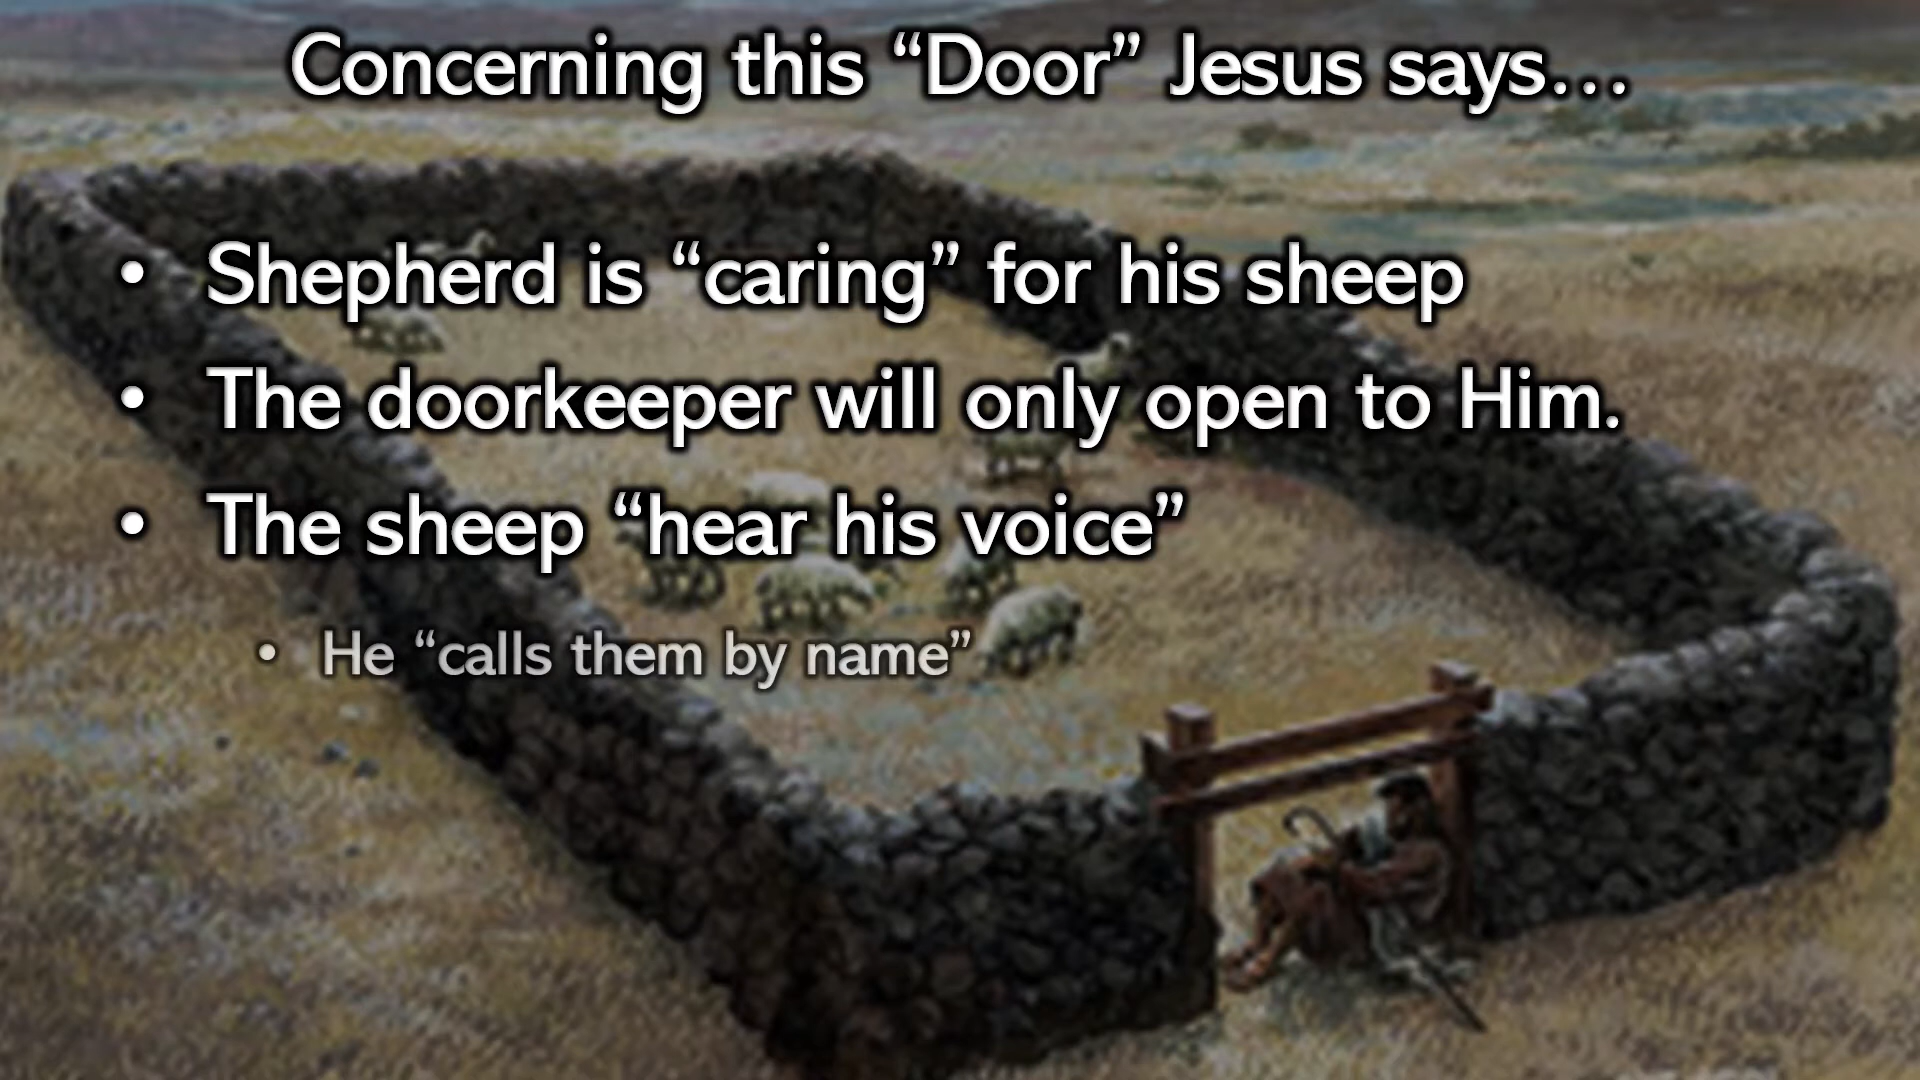 Concerning this “Door” Jesus says…
• Shepherd is “caring” for his sheep
• The doorkeeper will only open to Him.
• The sheep “hear his voice”
• He “calls them by name”